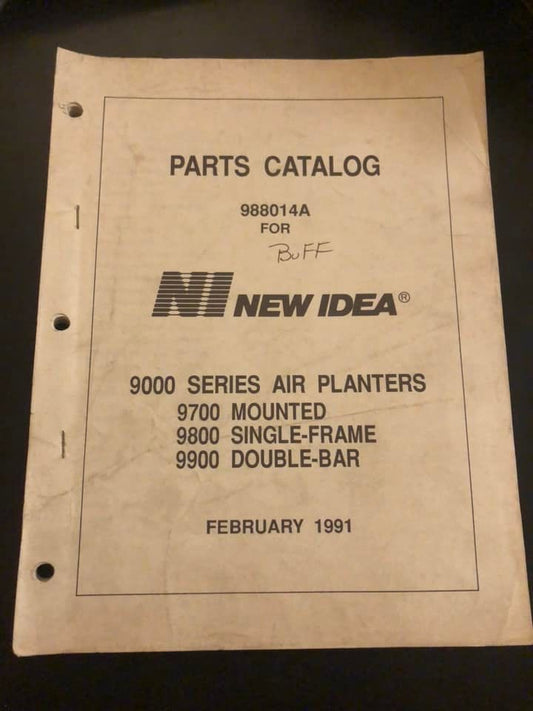 PARTS CATALOG
988014A
FOR
BUFF
NI NEW IDEA®
9000 SERIES AIR PLANTERS
9700 MOUNTED
9800 SINGLE-FRAME
9900 DOUBLE-BAR
FEBRUARY 1991